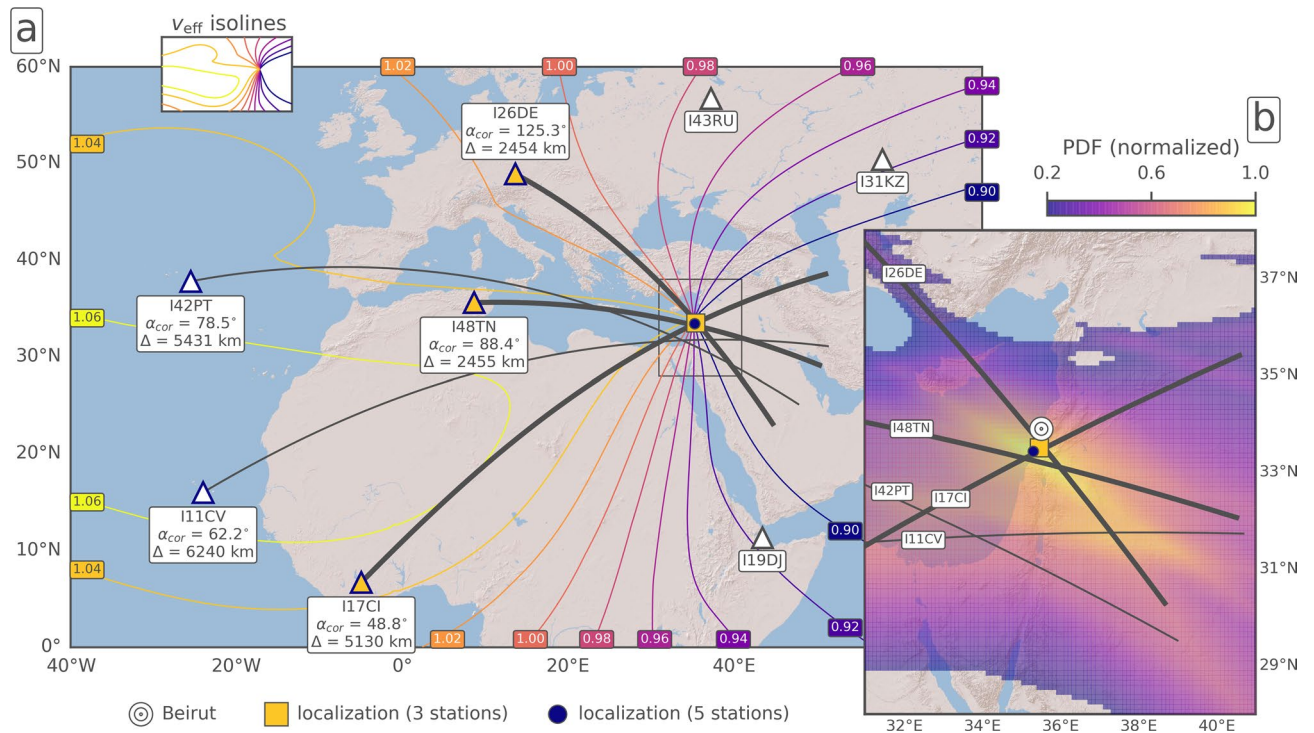 a
v_eff isolines
60°N
50°N
40°N
30°N
20°N
10°N
0°
40°W
20°W
0°
20°E
40°E
1.02
1.00
0.98
0.96
0.94
0.92
0.90
1.04
1.06
1.06
1.04
1.02
1.00
0.98
0.96
0.94
0.92
0.90
I26DE
α_cor = 125.3°
Δ = 2454 km
I43RU
I31KZ
I42PT
α_cor = 78.5°
Δ = 5431 km
I48TN
α_cor = 88.4°
Δ = 2455 km
I11CV
α_cor = 62.2°
Δ = 6240 km
I17CI
α_cor = 48.8°
Δ = 5130 km
I19DJ
b
PDF (normalized)
0.2 0.6 1.0
I26DE
I48TN
I42PT
I17CI
I11CV
37°N
35°N
33°N
31°N
29°N
32°E 34°E 36°E 38°E 40°E
Beirut localization (3 stations) localization (5 stations)